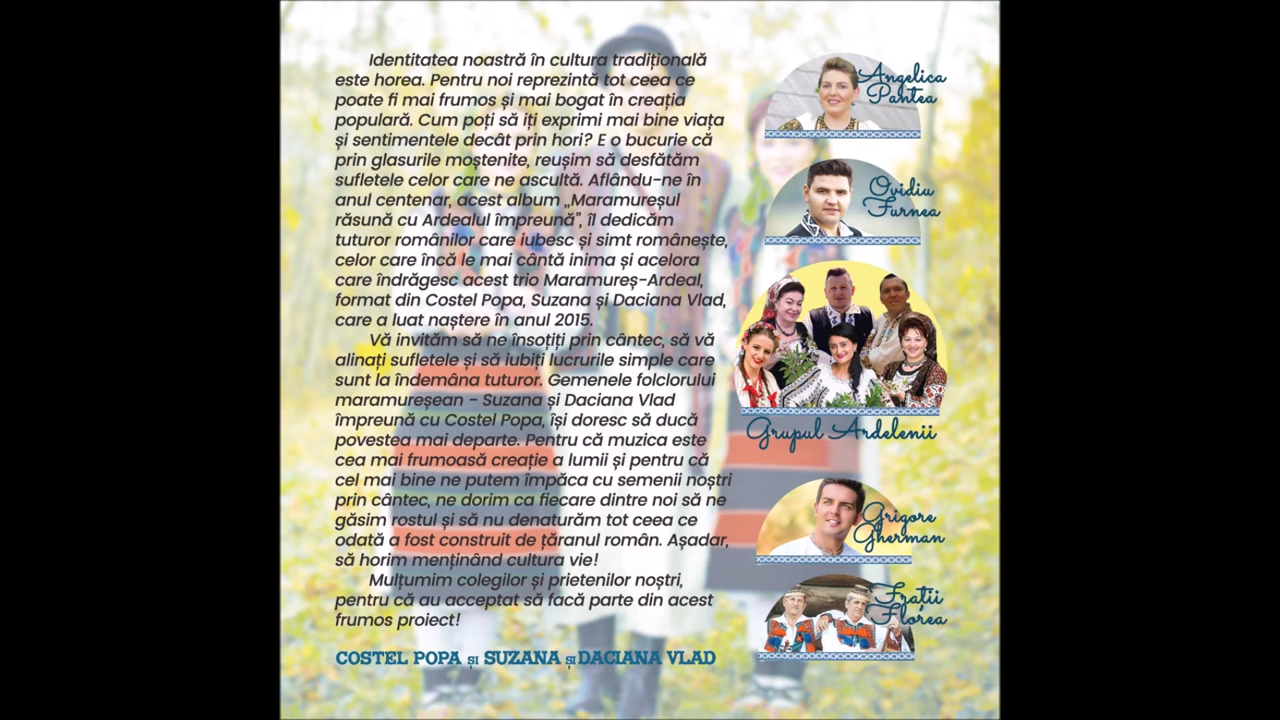 Identitatea noastră în cultura tradițională
este horea. Pentru noi reprezintă tot ceea ce
poate fi mai frumos și mai bogat în creația
populară. Cum poți să iți exprimi mai bine viața
și sentimentele decât prin hori? E o bucurie că
prin glasurile moștenite, reușim să desfătăm
sufletele celor care ne ascultă. Aflându-ne în
anul centenar, acest album „Maramureșul
răsună cu Ardealul împreună”, îl dedicăm
tuturor românilor care iubesc și simt românește,
celor care încă le mai cântă inima și acelora
care îndrăgesc acest trio Maramureș-Ardeal,
format din Costel Popa, Suzana și Daciana Vlad,
care a luat naștere în anul 2015.
Vă invităm să ne însoțiți prin cântec, să vă
alinați sufletele și să iubiți lucrurile simple care
sunt la îndemâna tuturor. Gemenele folclorului
maramureșean - Suzana și Daciana Vlad
împreună cu Costel Popa, își doresc să ducă
povestea mai departe. Pentru că muzica este
cea mai frumoasă creație a lumii și pentru că
cel mai bine ne putem împăca cu semenii noștri
prin cântec, ne dorim ca fiecare dintre noi să ne
găsim rostul și să nu denaturăm tot ceea ce
odată a fost construit de țăranul român. Așadar,
să horim menținând cultura vie!
Mulțumim colegilor și prietenilor noștri,
pentru că au acceptat să facă parte din acest
frumos proiect!
COSTEL POPA și SUZANA și DACIANA VLAD
Angelica
Pantea
Ovidiu
Furnea
Grupul Ardelenii
Grigore
Gherman
Frații
Florea